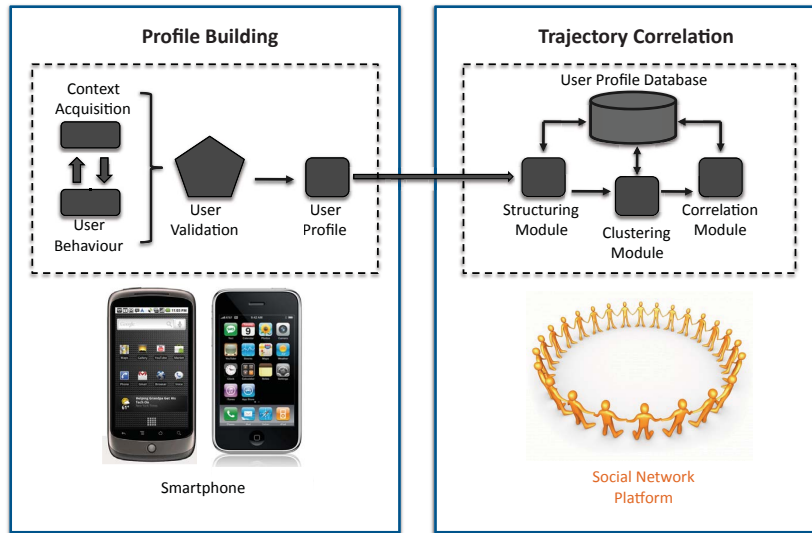 Profile Building
Context
Acquisition
User
Behaviour
User
Validation
User
Profile
Smartphone
Trajectory Correlation
User Profile Database
Structuring
Module
Clustering
Module
Correlation
Module
Social Network
Platform